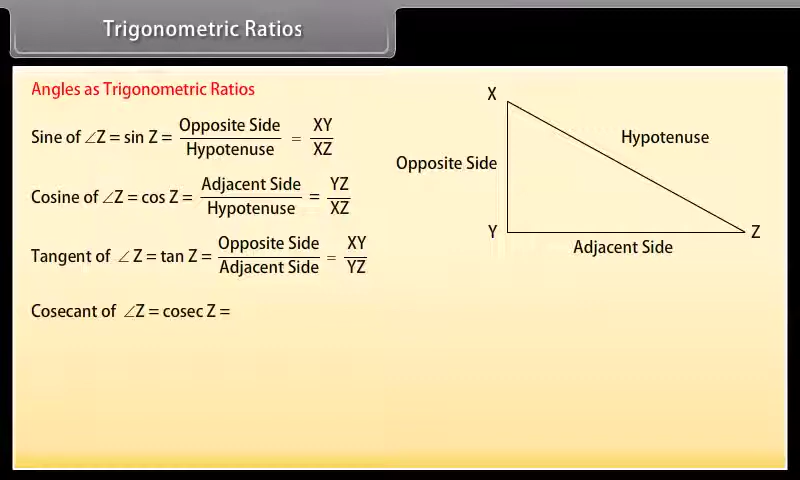 Trigonometric Ratios
Angles as Trigonometric Ratios
Sine of ∠Z = sin Z = Opposite Side / Hypotenuse = XY / XZ
Cosine of ∠Z = cos Z = Adjacent Side / Hypotenuse = YZ / XZ
Tangent of ∠ Z = tan Z = Opposite Side / Adjacent Side = XY / YZ
Cosecant of ∠Z = cosec Z =
X
Hypotenuse
Opposite Side
Y
Z
Adjacent Side